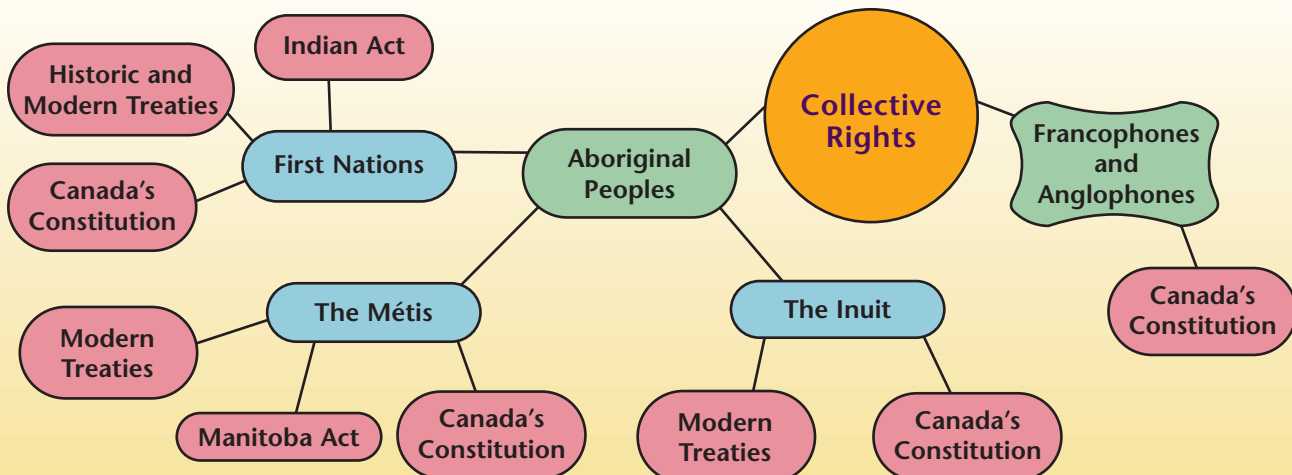 Collective
Rights
Aboriginal
Peoples
First Nations
Indian Act
Historic and
Modern Treaties
Canada’s
Constitution
The Métis
Modern
Treaties
Manitoba Act
Canada’s
Constitution
The Inuit
Modern
Treaties
Canada’s
Constitution
Francophones
and
Anglophones
Canada’s
Constitution